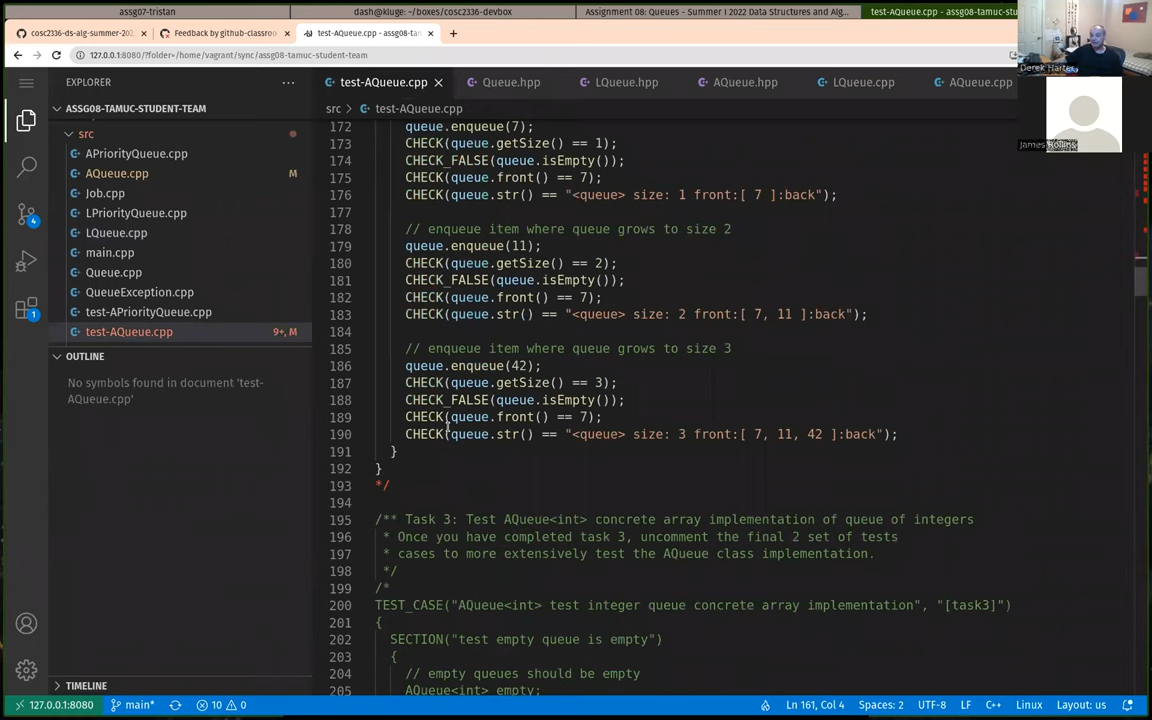 assg07-tristan
dash@kluge: ~/boxes/cosc2336-devbox
Assignment 08: Queues - Summer I 2022 Data Structures and Alg...
test-AQueue.cpp - assg08-tamuc-stu
cosc2336-ds-alg-summer-202
Feedback by github-classroo
test-AQueue.cpp - assg08-ta
127.0.0.1:8080/?folder=/home/vagrant/sync/assg08-tamuc-student-team
Derek Harter
James Rollins
EXPLORER
ASSG08-TAMUC-STUDENT-TEAM
src
APriorityQueue.cpp
AQueue.cpp M
Job.cpp
LPriorityQueue.cpp
LQueue.cpp
main.cpp
Queue.cpp
QueueException.cpp
test-APriorityQueue.cpp
test-AQueue.cpp 9+, M
OUTLINE
No symbols found in document 'test-
AQueue.cpp'
TIMELINE
4
1
test-AQueue.cpp
Queue.hpp
LQueue.hpp
AQueue.hpp
LQueue.cpp
AQueue.cpp
src > test-AQueue.cpp
172 queue.enqueue(7);
173 CHECK(queue.getSize() == 1);
174 CHECK_FALSE(queue.isEmpty());
175 CHECK(queue.front() == 7);
176 CHECK(queue.str() == "<queue> size: 1 front:[ 7 ]:back");
177
178 // enqueue item where queue grows to size 2
179 queue.enqueue(11);
180 CHECK(queue.getSize() == 2);
181 CHECK_FALSE(queue.isEmpty());
182 CHECK(queue.front() == 7);
183 CHECK(queue.str() == "<queue> size: 2 front:[ 7, 11 ]:back");
184
185 // enqueue item where queue grows to size 3
186 queue.enqueue(42);
187 CHECK(queue.getSize() == 3);
188 CHECK_FALSE(queue.isEmpty());
189 CHECK(queue.front() == 7);
190 CHECK(queue.str() == "<queue> size: 3 front:[ 7, 11, 42 ]:back");
191 }
192 }
193 */
194
195 /** Task 3: Test AQueue<int> concrete array implementation of queue of integers
196 * Once you have completed task 3, uncomment the final 2 set of tests
197 * cases to more extensively test the AQueue class implementation.
198 */
199 /*
200 TEST_CASE("AQueue<int> test integer queue concrete array implementation", "[task3]")
201 {
202 SECTION("test empty queue is empty")
203 {
204 // empty queues should be empty
205 AQueue<int> empty;
127.0.0.1:8080
main*
10
0
Ln 161, Col 4
Spaces: 2
UTF-8
LF
C++
Linux
Layout: us